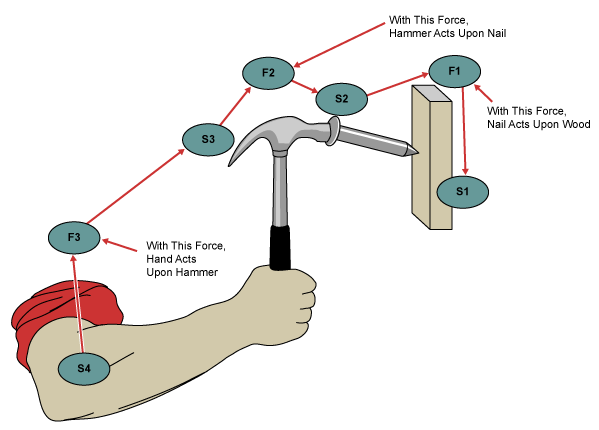 With This Force,
Hammer Acts Upon Nail
F2
F1
S2
With This Force,
Nail Acts Upon Wood
S3
S1
F3
With This Force,
Hand Acts
Upon Hammer
S4